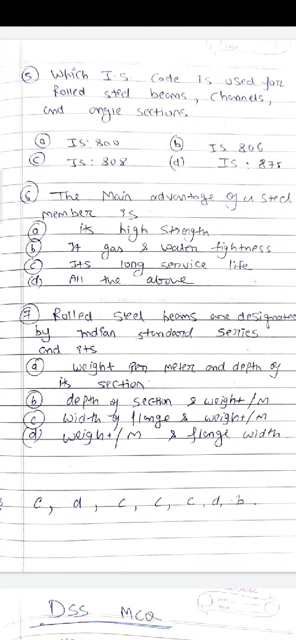 ⑤ Which I.S. Code is used for
rolled steel beams, channels,
and angle sections.
ⓐ IS: 800 ⓑ IS 806
ⓒ IS: 808 (d) IS: 875
⑥ The Main advantage of a steel
member is
ⓐ its high strength
ⓑ It gas & water tightness
ⓒ Its long service life
ⓓ All the above
⑦ Rolled steel beams are designated
by Indian standard series
and its
ⓐ weight per meter and depth of
its section
ⓑ depth of section & weight/M
ⓒ width of flange & weight/M
ⓓ weight/M & flange width
c, d, c, c, c, d, b.
DSS MCQ